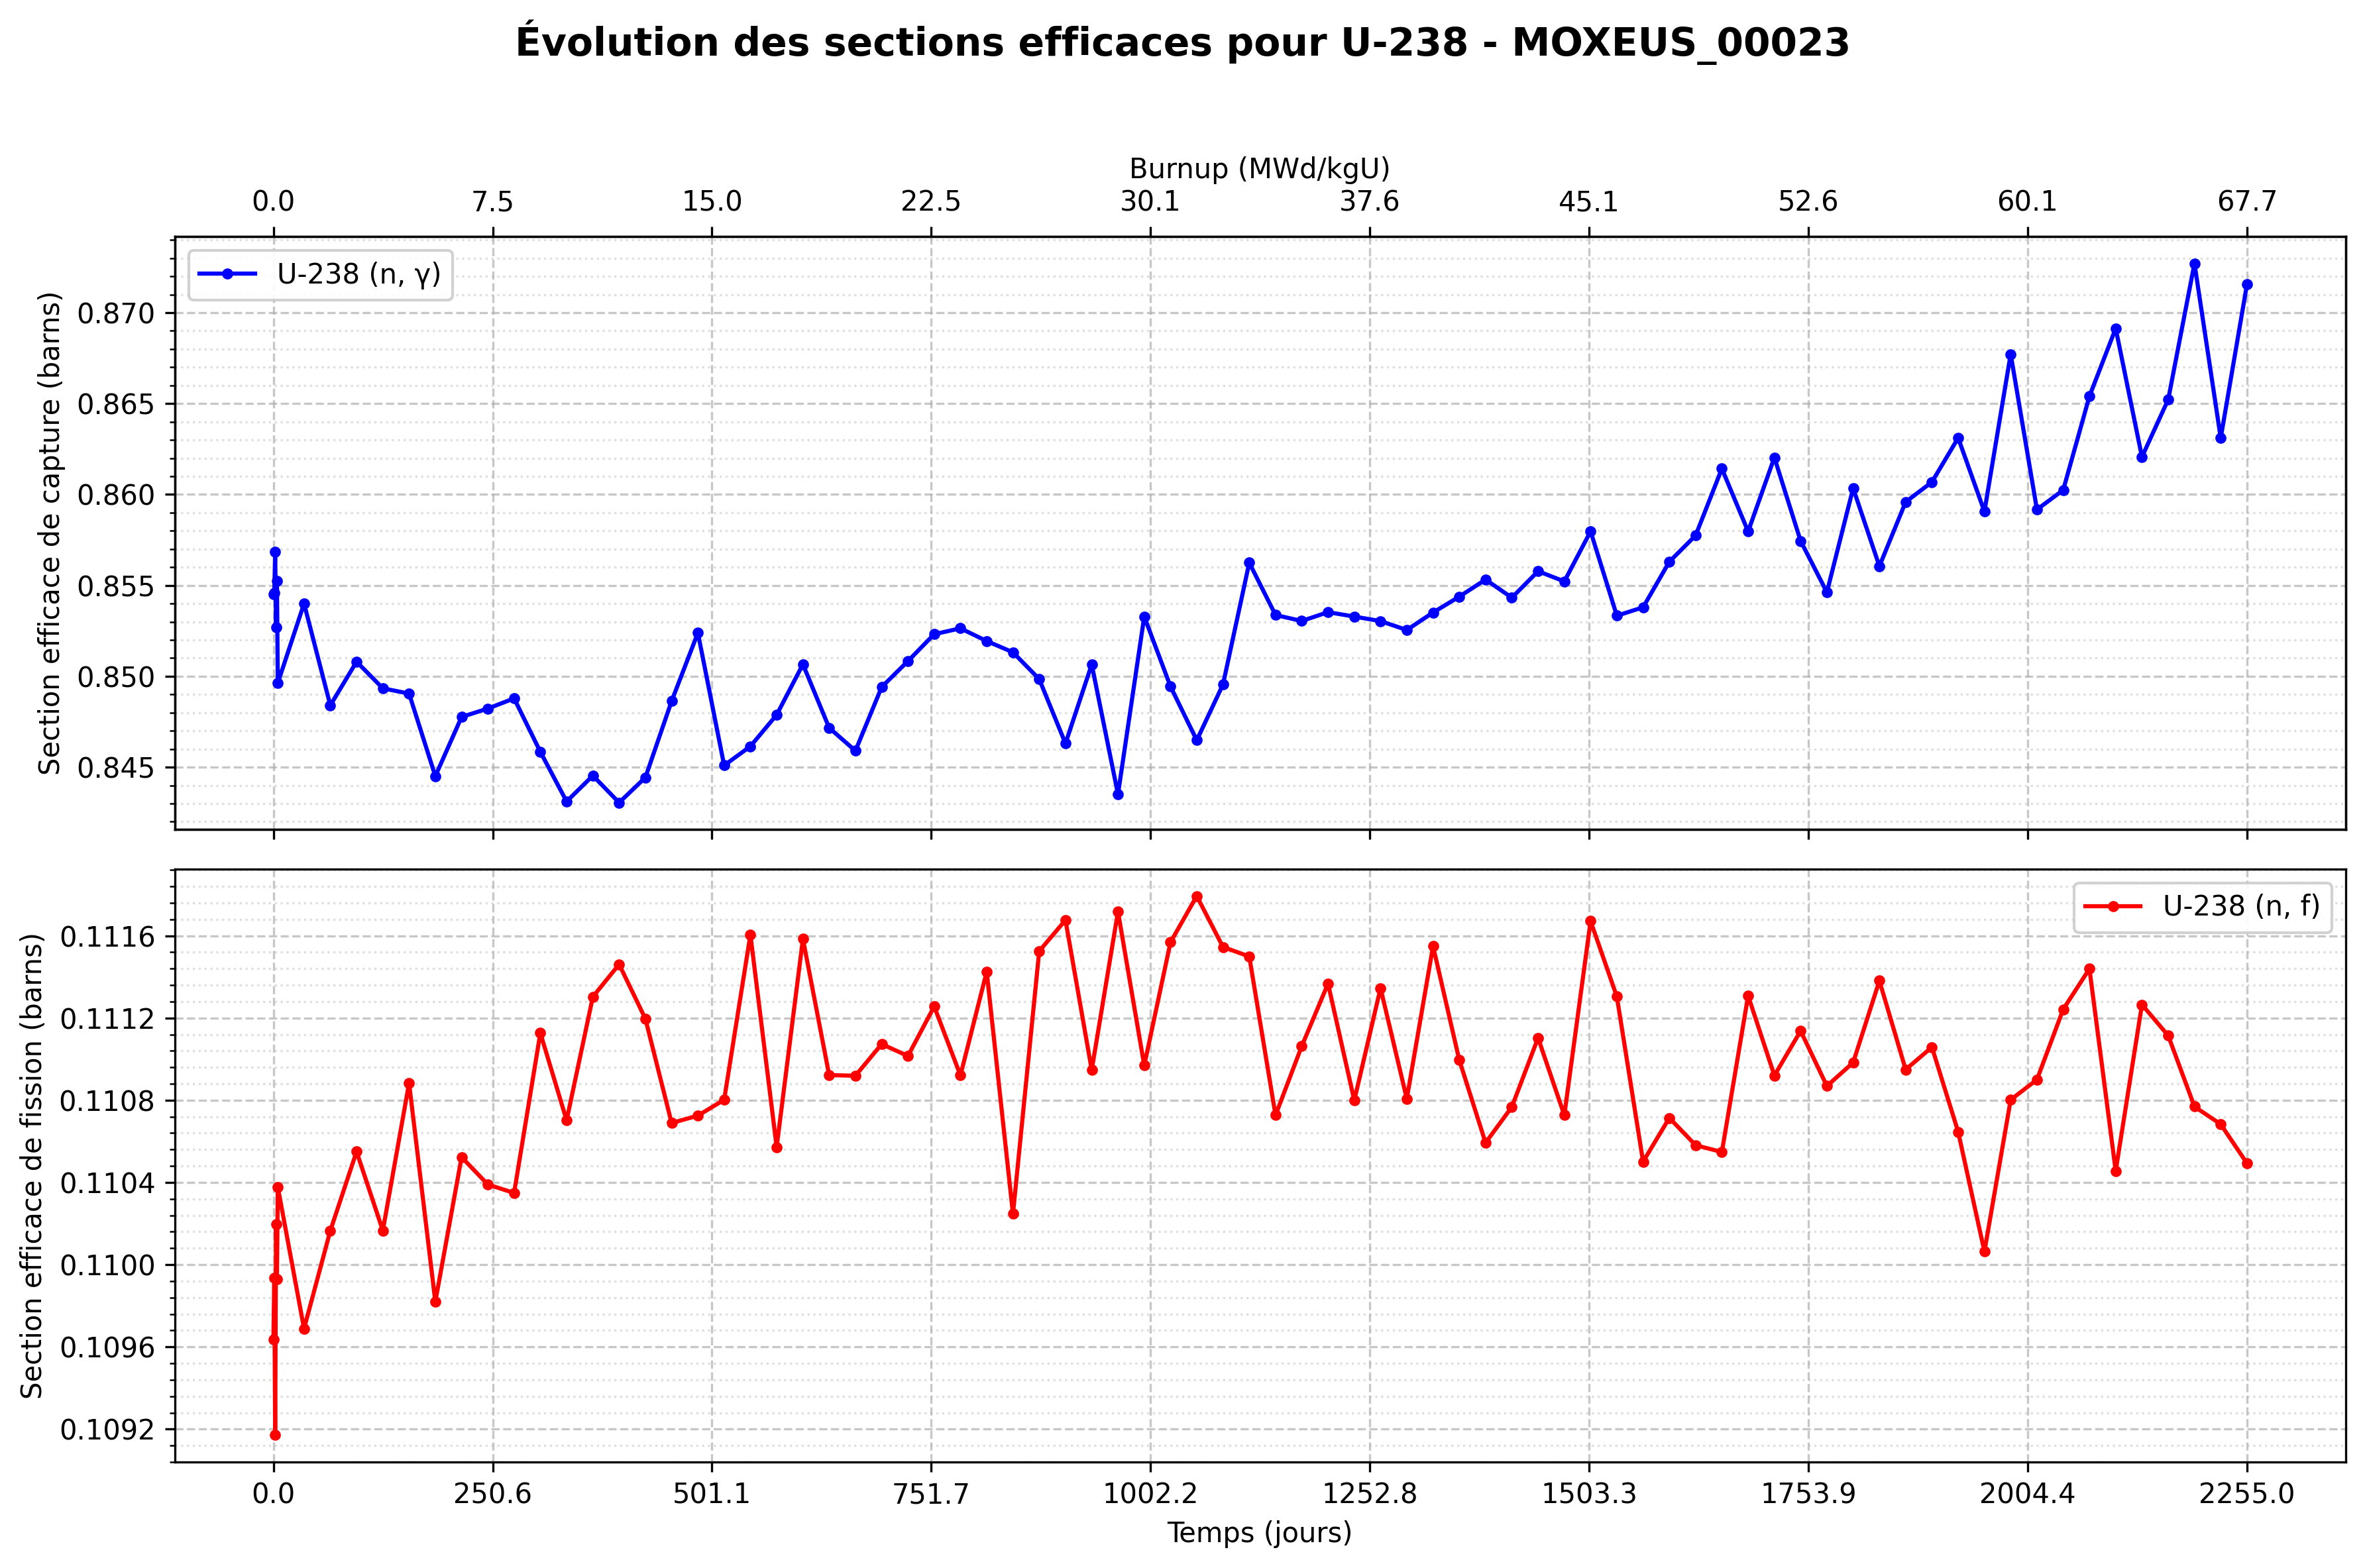 Évolution des sections efficaces pour U-238 - MOXEUS_00023
Burnup (MWd/kgU)
0.0 7.5 15.0 22.5 30.1 37.6 45.1 52.6 60.1 67.7
U-238 (n, γ)
Section efficace de capture (barns)
0.870
0.865
0.860
0.855
0.850
0.845
U-238 (n, f)
Section efficace de fission (barns)
0.1116
0.1112
0.1108
0.1104
0.1100
0.1096
0.1092
0.0 250.6 501.1 751.7 1002.2 1252.8 1503.3 1753.9 2004.4 2255.0
Temps (jours)